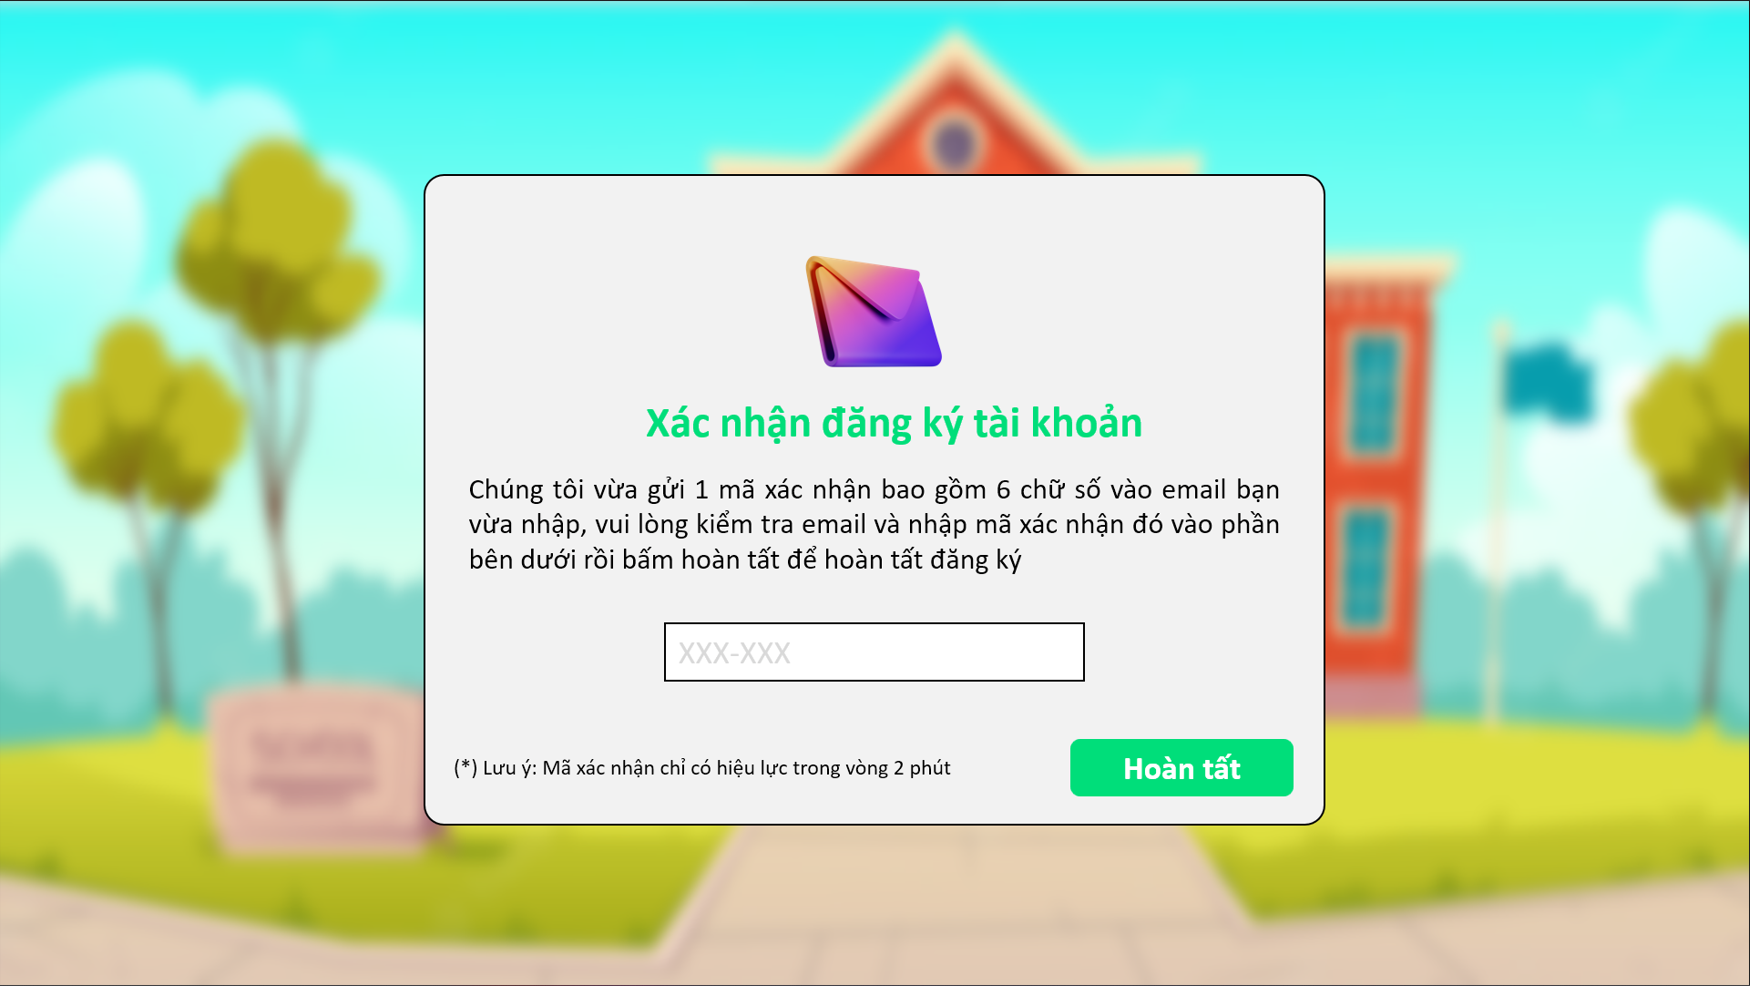 Xác nhận đăng ký tài khoản
Chúng tôi vừa gửi 1 mã xác nhận bao gồm 6 chữ số vào email bạn
vừa nhập, vui lòng kiểm tra email và nhập mã xác nhận đó vào phần
bên dưới rồi bấm hoàn tất để hoàn tất đăng ký
XXX-XXX
(*) Lưu ý: Mã xác nhận chỉ có hiệu lực trong vòng 2 phút
Hoàn tất